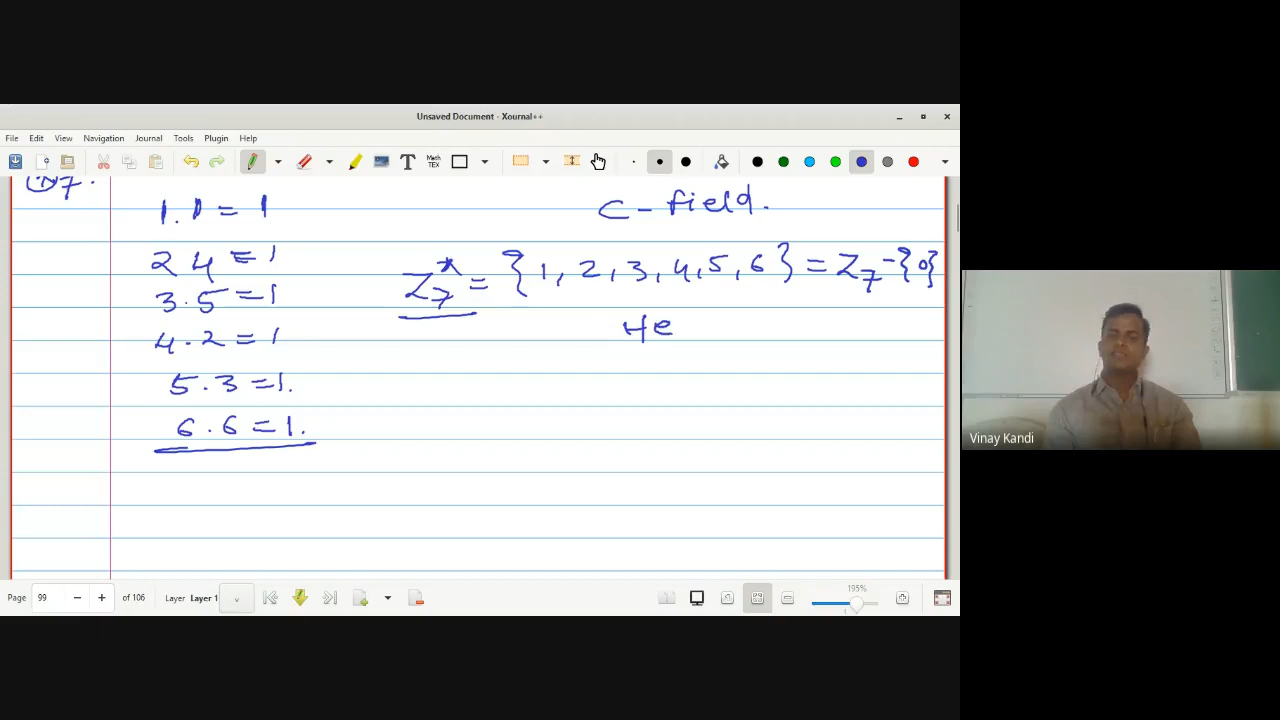 Unsaved Document - Xournal++
File Edit View Navigation Journal Tools Plugin Help
7.
1.1 = 1
C - field.
2 4 = 1
Z7* = {1, 2, 3, 4, 5, 6} = Z7 - {0}
3.5 = 1
He
4.2 = 1
5.3 = 1.
6.6 = 1.
Vinay Kandi
Page 99 of 106 Layer Layer 1 195%